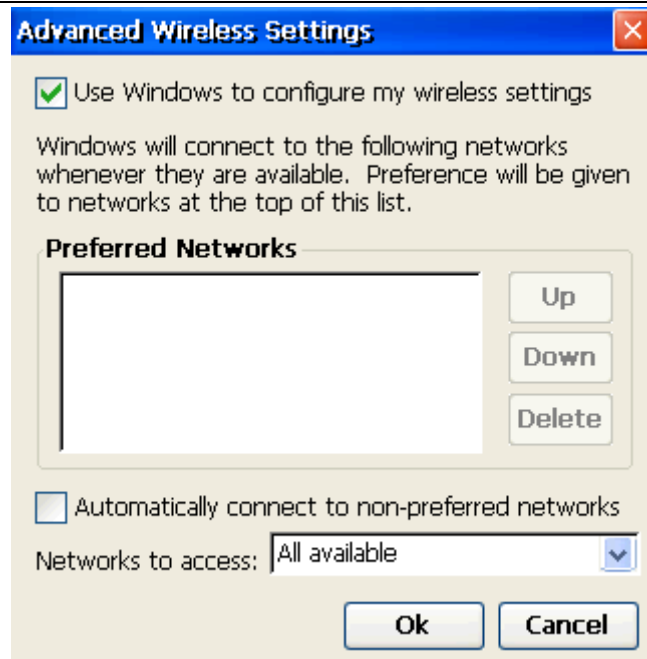 Advanced Wireless Settings
Use Windows to configure my wireless settings
Windows will connect to the following networks
whenever they are available. Preference will be given
to networks at the top of this list.
Preferred Networks
Up
Down
Delete
Automatically connect to non-preferred networks
Networks to access: All available
Ok Cancel